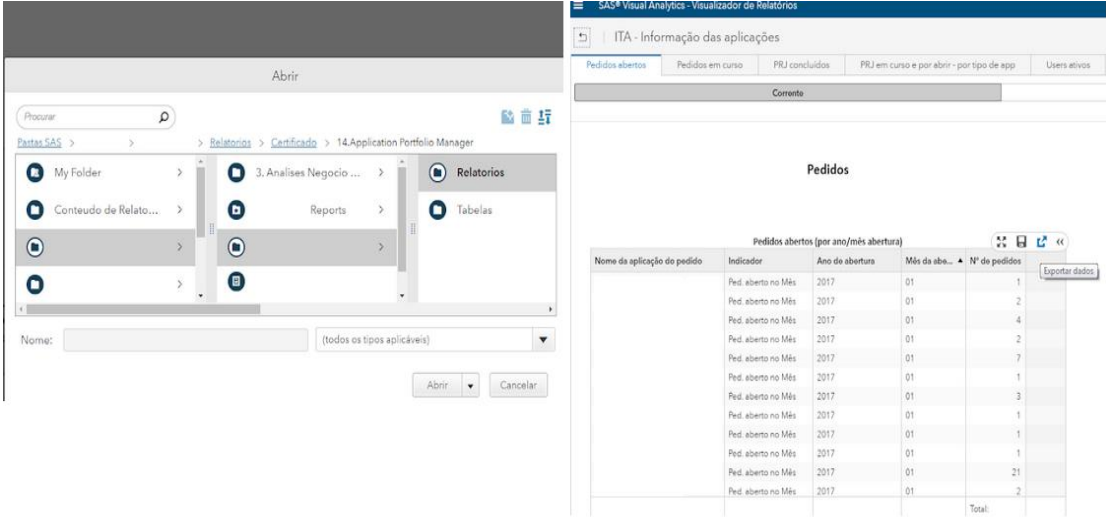 Abrir
Procurar
Pastas SAS > > Relatorios > Certificado > 14.Application Portfolio Manager
My Folder > 3. Analises Negocio ... > Relatorios
Conteudo de Relato... > Reports > Tabelas
Nome: (todos os tipos aplicáveis)
Abrir Cancelar
SAS® Visual Analytics - Visualizador de Relatórios
ITA - Informação das aplicações
Pedidos abertos Pedidos em curso PRJ concluídos PRJ em curso e por abrir - por tipo de app Users ativos
Corrente
Pedidos
Pedidos abertos (por ano/mês abertura)
Exportar dados
Nome da aplicação do pedido Indicador Ano de abertura Mês da abe... Nº de pedidos
Ped. aberto no Mês 2017 01 1
Ped. aberto no Mês 2017 01 2
Ped. aberto no Mês 2017 01 4
Ped. aberto no Mês 2017 01 2
Ped. aberto no Mês 2017 01 7
Ped. aberto no Mês 2017 01 1
Ped. aberto no Mês 2017 01 3
Ped. aberto no Mês 2017 01 1
Ped. aberto no Mês 2017 01 1
Ped. aberto no Mês 2017 01 1
Ped. aberto no Mês 2017 01 21
Ped. aberto no Mês 2017 01 2
Total: